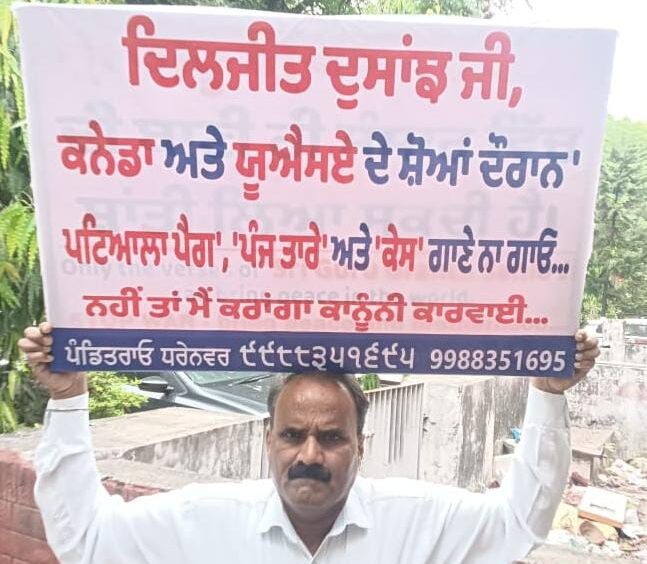 ਦਿਲਜੀਤ ਦੁਸਾਂਝ ਜੀ,
ਕਨੇਡਾ ਅਤੇ ਯੂਐਸਏ ਦੇ ਸ਼ੋਆਂ ਦੌਰਾਨ'
ਪਟਿਆਲਾ ਪੈਗ', 'ਪੰਜ ਤਾਰੇ' ਅਤੇ 'ਕੇਸ' ਗਾਣੇ ਨਾ ਗਾਓ...
ਨਹੀਂ ਤਾਂ ਮੈਂ ਕਰਾਂਗਾ ਕਾਨੂੰਨੀ ਕਾਰਵਾਈ...
ਪੰਡਿਤਰਾਓ ਧਰੇਨਵਰ ੯੯੮੮੩੫੧੬੯੫ 9988351695